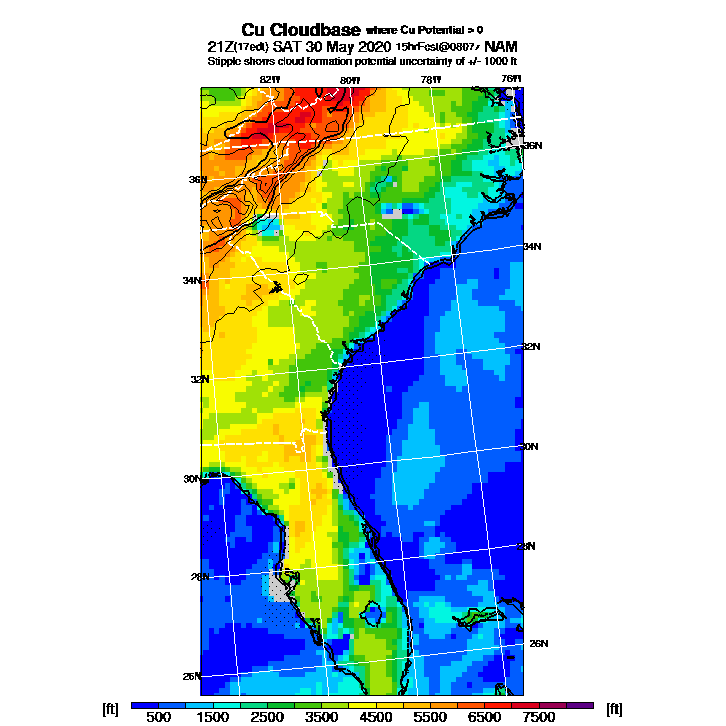 Cu Cloudbase where Cu Potential > 0
21Z(17edt) SAT 30 May 2020 15hrFcst@0807z NAM
Stipple shows cloud formation potential uncertainty of +/- 1000 ft
82W 80W 78W 76W
36N
36N
34N
34N
32N
32N
30N
30N
28N
28N
26N
26N
[ft] [ft]
500 1500 2500 3500 4500 5500 6500 7500